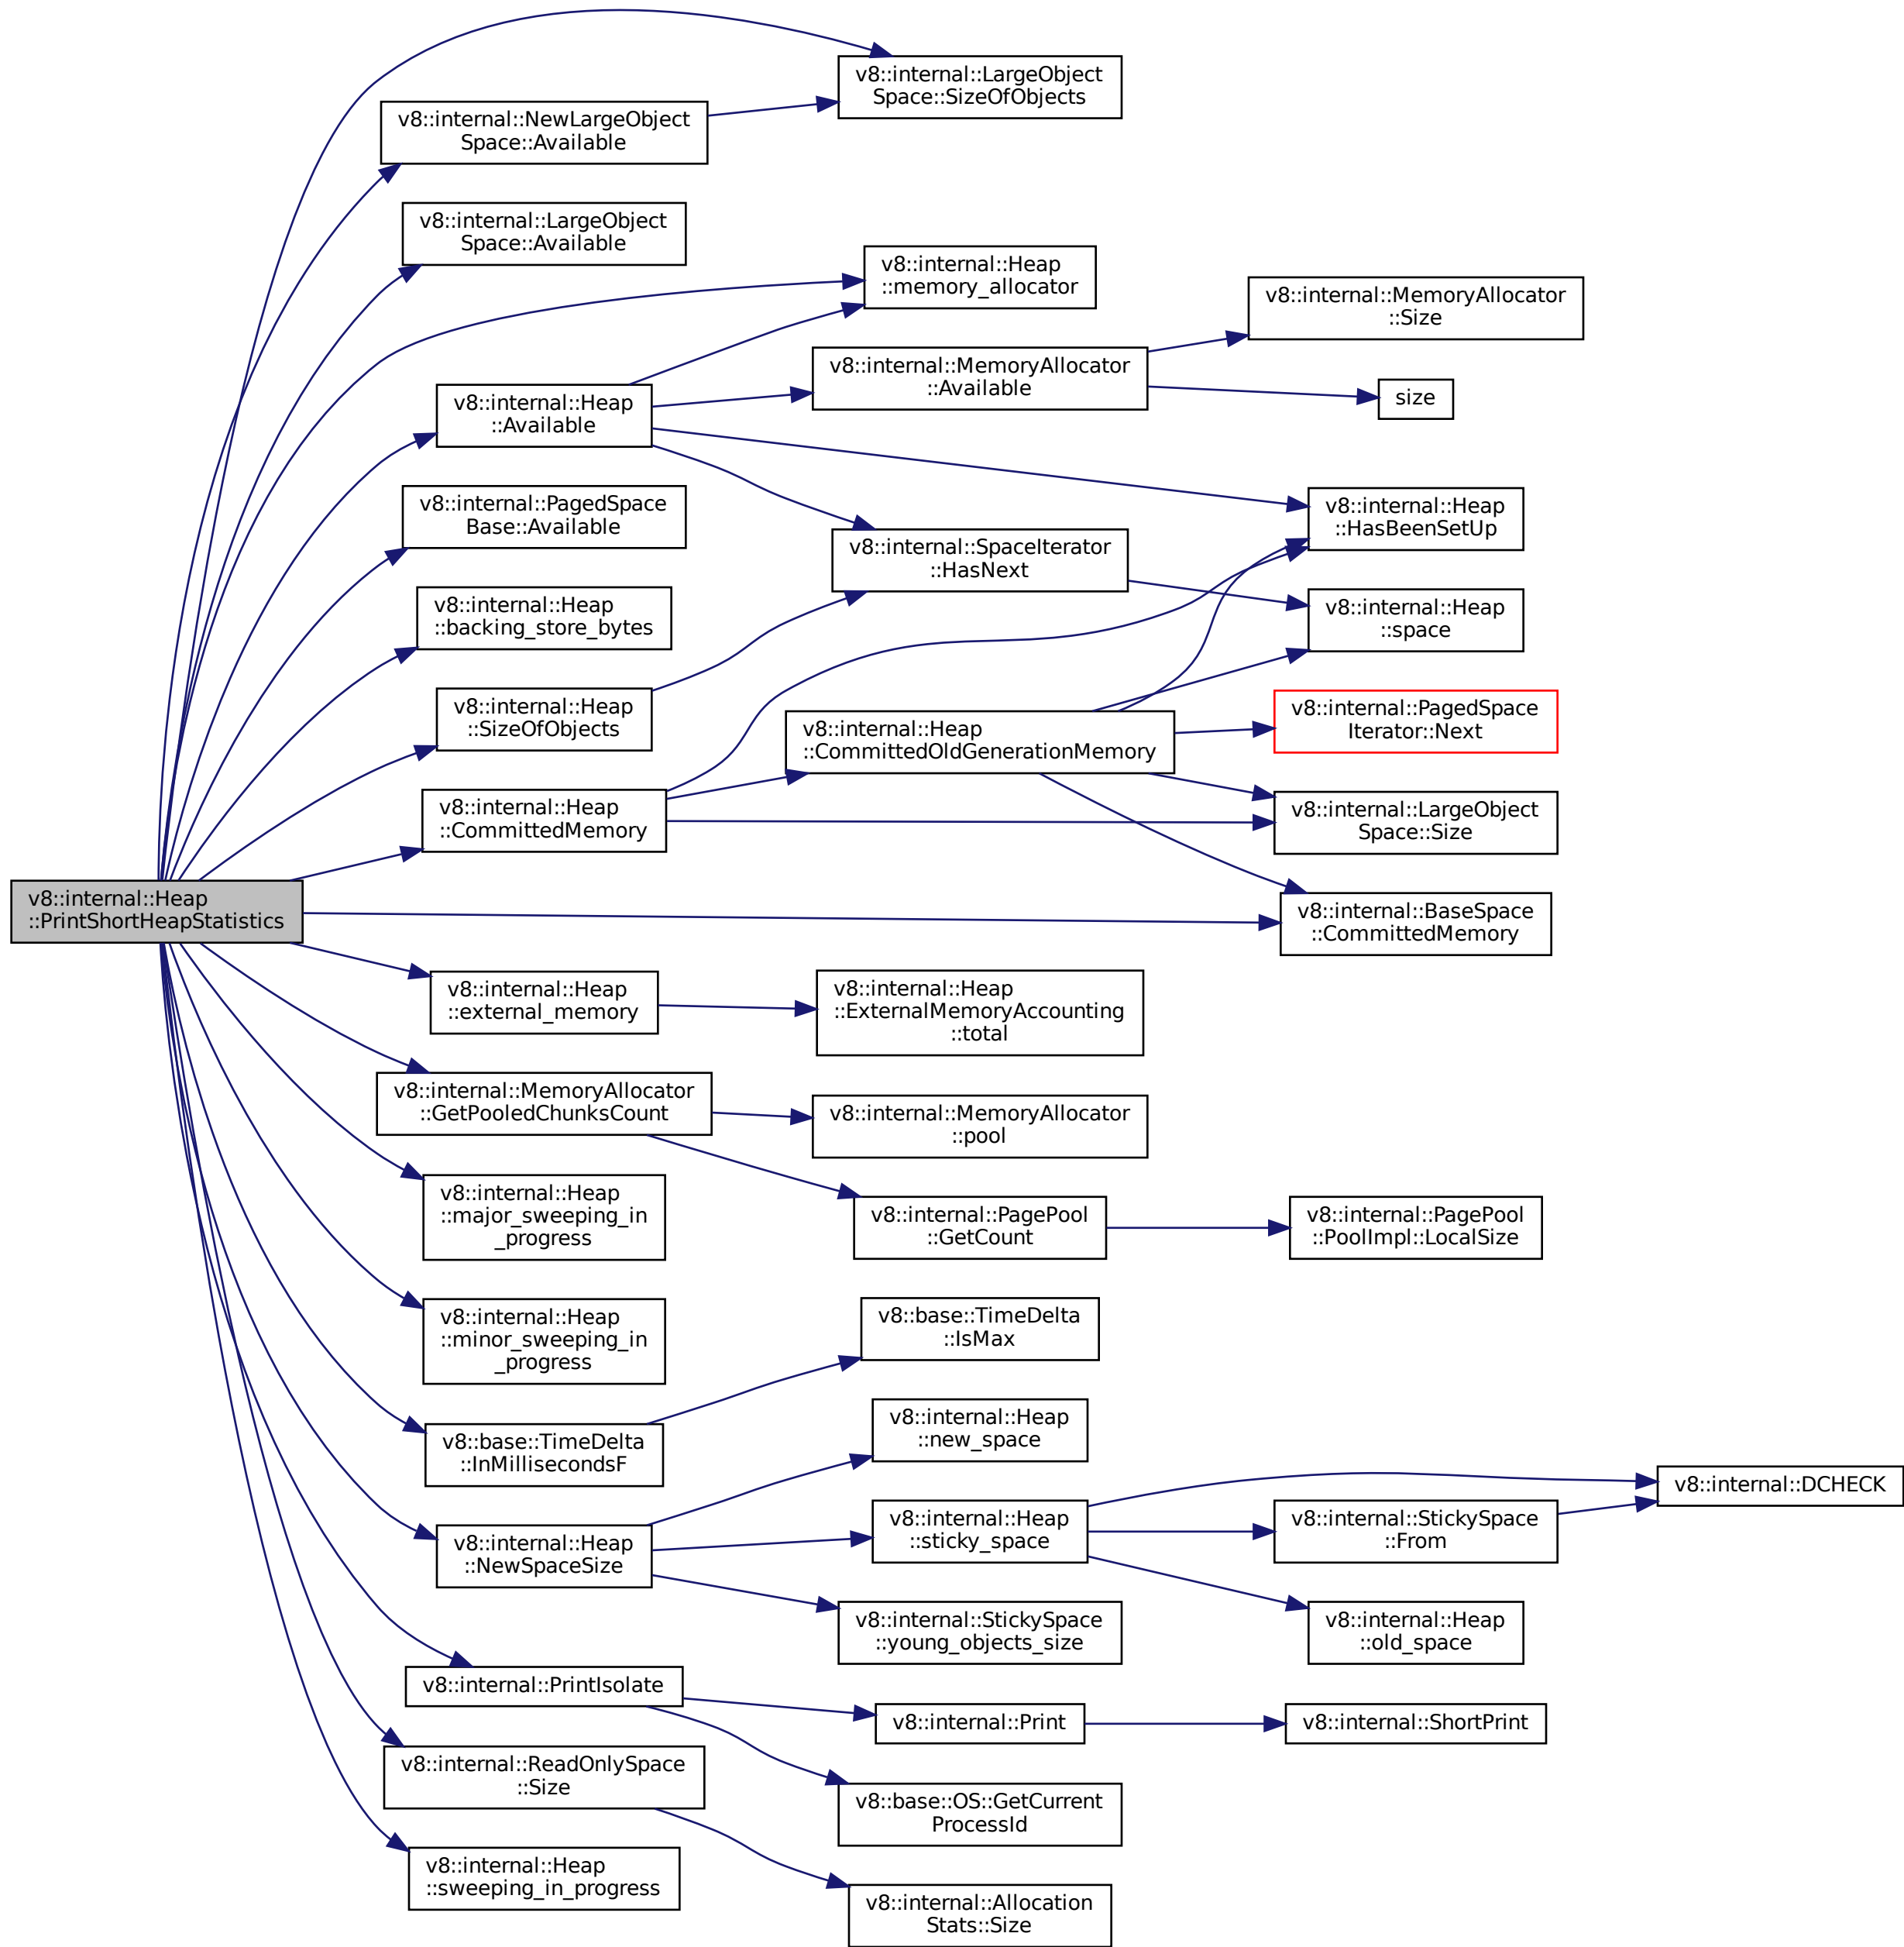 v8::internal::LargeObject
Space::SizeOfObjects
v8::internal::NewLargeObject
Space::Available
v8::internal::LargeObject
Space::Available
v8::internal::Heap
::memory_allocator
v8::internal::MemoryAllocator
::Size
v8::internal::MemoryAllocator
::Available
size
v8::internal::Heap
::Available
v8::internal::PagedSpace
Base::Available
v8::internal::Heap
::HasBeenSetUp
v8::internal::SpaceIterator
::HasNext
v8::internal::Heap
::backing_store_bytes
v8::internal::Heap
::space
v8::internal::Heap
::SizeOfObjects
v8::internal::PagedSpace
Iterator::Next
v8::internal::Heap
::CommittedOldGenerationMemory
v8::internal::Heap
::CommittedMemory
v8::internal::LargeObject
Space::Size
v8::internal::Heap
::PrintShortHeapStatistics
v8::internal::BaseSpace
::CommittedMemory
v8::internal::Heap
::external_memory
v8::internal::Heap
::ExternalMemoryAccounting
::total
v8::internal::MemoryAllocator
::GetPooledChunksCount
v8::internal::MemoryAllocator
::pool
v8::internal::Heap
::major_sweeping_in
_progress
v8::internal::PagePool
::GetCount
v8::internal::PagePool
::PoolImpl::LocalSize
v8::internal::Heap
::minor_sweeping_in
_progress
v8::base::TimeDelta
::IsMax
v8::base::TimeDelta
::InMillisecondsF
v8::internal::Heap
::new_space
v8::internal::DCHECK
v8::internal::Heap
::NewSpaceSize
v8::internal::Heap
::sticky_space
v8::internal::StickySpace
::From
v8::internal::StickySpace
::young_objects_size
v8::internal::Heap
::old_space
v8::internal::PrintIsolate
v8::internal::Print
v8::internal::ShortPrint
v8::internal::ReadOnlySpace
::Size
v8::base::OS::GetCurrent
ProcessId
v8::internal::Heap
::sweeping_in_progress
v8::internal::Allocation
Stats::Size